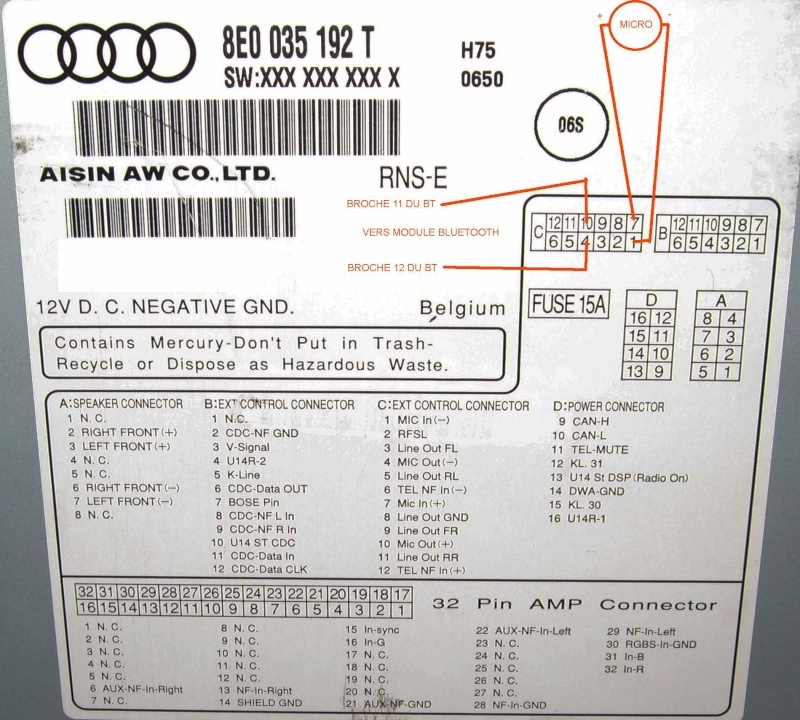 8E0 035 192 T
SW:XXX XXX XXX X
H75
0650
+ MICRO -
06S
AISIN AW CO.,LTD.
RNS-E
BROCHE 11 DU BT
VERS MODULE BLUETOOTH
BROCHE 12 DU BT
C 12 11 10 9 8 7
6 5 4 3 2 1
B 12 11 10 9 8 7
6 5 4 3 2 1
12V D. C. NEGATIVE GND.
Belgium
FUSE 15A
D
16 12
15 11
14 10
13 9
A
8 4
7 3
6 2
5 1
Contains Mercury-Don't Put in Trash-
Recycle or Dispose as Hazardous Waste.
A:SPEAKER CONNECTOR
1 N. C.
2 RIGHT FRONT(+)
3 LEFT FRONT(+)
4 N. C.
5 N. C.
6 RIGHT FRONT(-)
7 LEFT FRONT(-)
8 N. C.
B:EXT CONTROL CONNECTOR
1 N.C.
2 CDC-NF GND
3 V-Signal
4 U14R-2
5 K-Line
6 CDC-Data OUT
7 BOSE Pin
8 CDC-NF L In
9 CDC-NF R In
10 U14 ST CDC
11 CDC-Data In
12 CDC-Data CLK
C:EXT CONTROL CONNECTOR
1 MIC In(-)
2 RFSL
3 Line Out FL
4 MIC Out(-)
5 Line Out RL
6 TEL NF In(-)
7 Mic In(+)
8 Line Out GND
9 Line Out FR
10 Mic Out(+)
11 Line Out RR
12 TEL NF In(+)
D:POWER CONNECTOR
9 CAN-H
10 CAN-L
11 TEL-MUTE
12 KL. 31
13 U14 St DSP(Radio On)
14 DWA-GND
15 KL. 30
16 U14R-1
32 31 30 29 28 27 26 25 24 23 22 21 20 19 18 17
16 15 14 13 12 11 10 9 8 7 6 5 4 3 2 1
32 Pin AMP Connector
1 N. C.
2 N. C.
3 N. C.
4 N. C.
5 N. C.
6 AUX-NF-In-Right
7 N. C.
8 N. C.
9 N. C.
10 N. C.
11 N. C.
12 N. C.
13 NF-In-Right
14 SHIELD GND
15 In-sync
16 In-G
17 N. C.
18 N. C.
19 N. C.
20 N. C.
21 AUX-NF-GND
22 AUX-NF-In-Left
23 N. C.
24 N. C.
25 N. C.
26 N. C.
27 N. C.
28 NF-In-GND
29 NF-In-Left
30 RGBS-In-GND
31 In-B
32 In-R